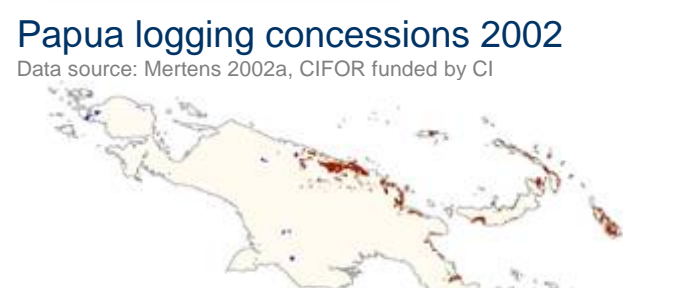 Papua logging concessions 2002
Data source: Mertens 2002a, CIFOR funded by CI